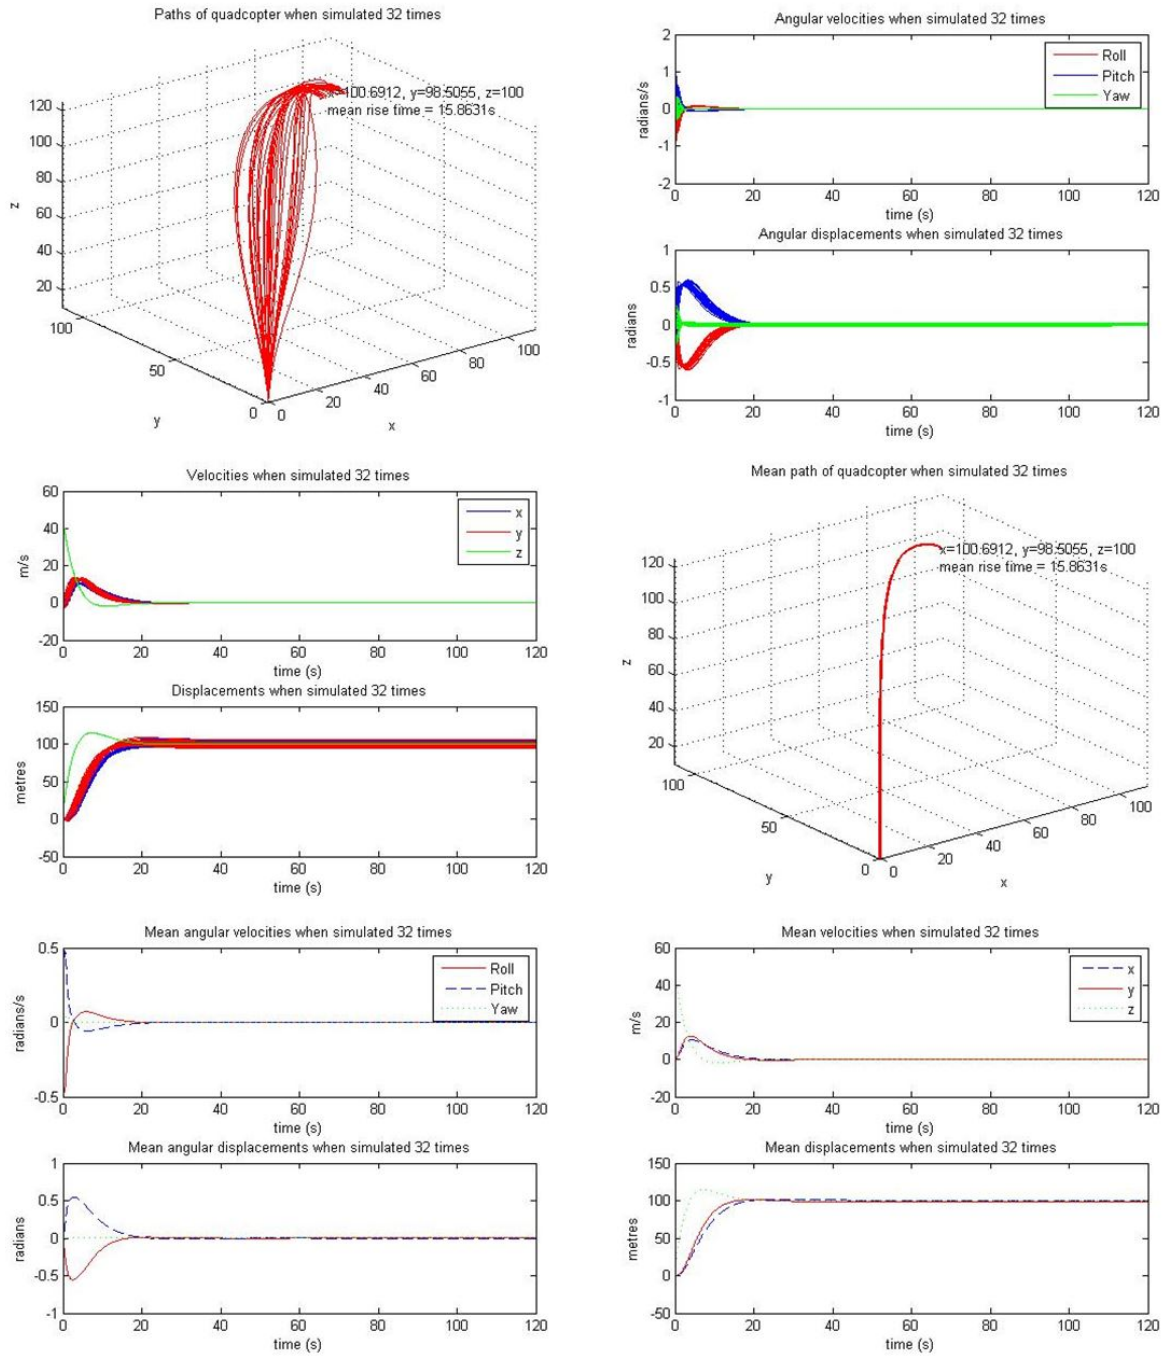 Paths of quadcopter when simulated 32 times
x=100.6912, y=98.5055, z=100
mean rise time = 15.8631s
120
100
80
60
40
20
z
100
50
0
y
0
20
40
60
80
100
x
Angular velocities when simulated 32 times
2
1
0
-1
-2
radians/s
Roll
Pitch
Yaw
0 20 40 60 80 100 120
time (s)
Angular displacements when simulated 32 times
1
0.5
0
-0.5
-1
radians
0 20 40 60 80 100 120
time (s)
Velocities when simulated 32 times
60
40
20
0
-20
m/s
x
y
z
0 20 40 60 80 100 120
time (s)
Displacements when simulated 32 times
150
100
50
0
-50
metres
0 20 40 60 80 100 120
time (s)
Mean path of quadcopter when simulated 32 times
x=100.6912, y=98.5055, z=100
mean rise time = 15.8631s
120
100
80
60
40
20
z
100
50
0
y
0
20
40
60
80
100
x
Mean angular velocities when simulated 32 times
0.5
0
-0.5
radians/s
Roll
Pitch
Yaw
0 20 40 60 80 100 120
time (s)
Mean angular displacements when simulated 32 times
1
0.5
0
-0.5
-1
radians
0 20 40 60 80 100 120
time (s)
Mean velocities when simulated 32 times
60
40
20
0
-20
m/s
x
y
z
0 20 40 60 80 100 120
time (s)
Mean displacements when simulated 32 times
150
100
50
0
-50
metres
0 20 40 60 80 100 120
time (s)